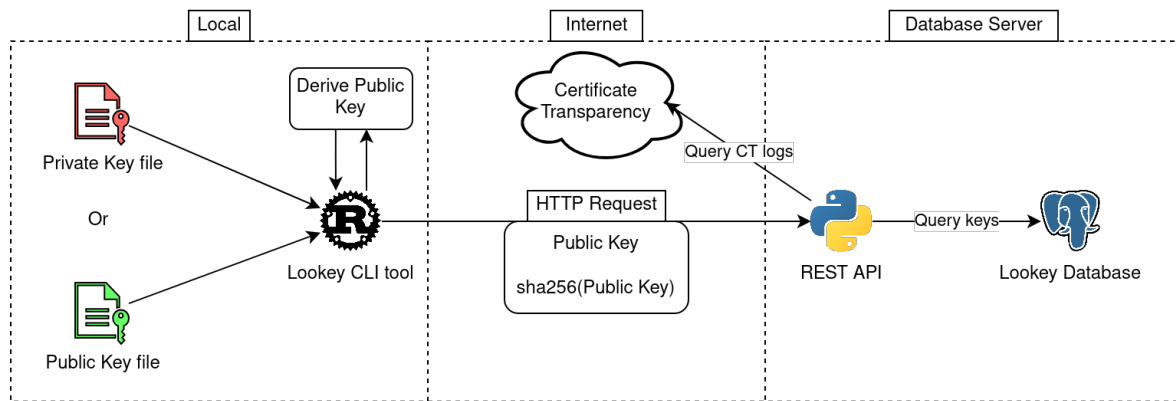 Local
Internet
Database Server
Derive Public
Key
Certificate
Transparency
Private Key file
Query CT logs
Or
R
HTTP Request
Public Key
sha256(Public Key)
Query keys
Lookey CLI tool
REST API
Lookey Database
Public Key file